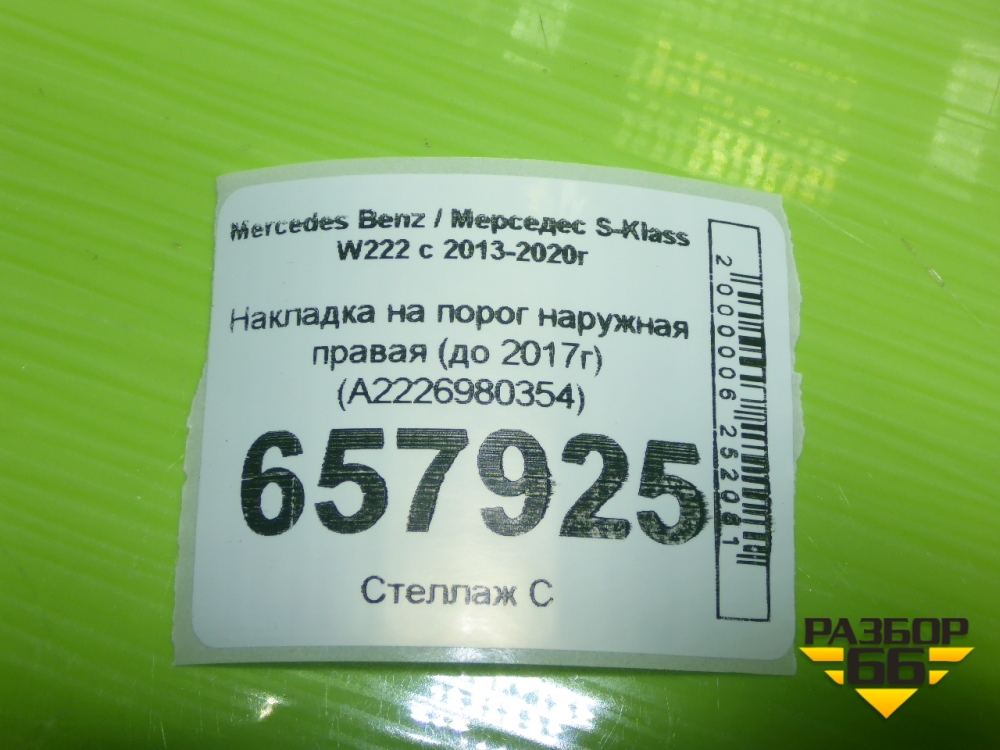 Mercedes Benz / Мерседес S-Klass
W222 с 2013-2020г
Накладка на порог наружная
правая (до 2017г)
(A2226980354)
657925
Стеллаж С
2000006252081
РАЗБОР
66